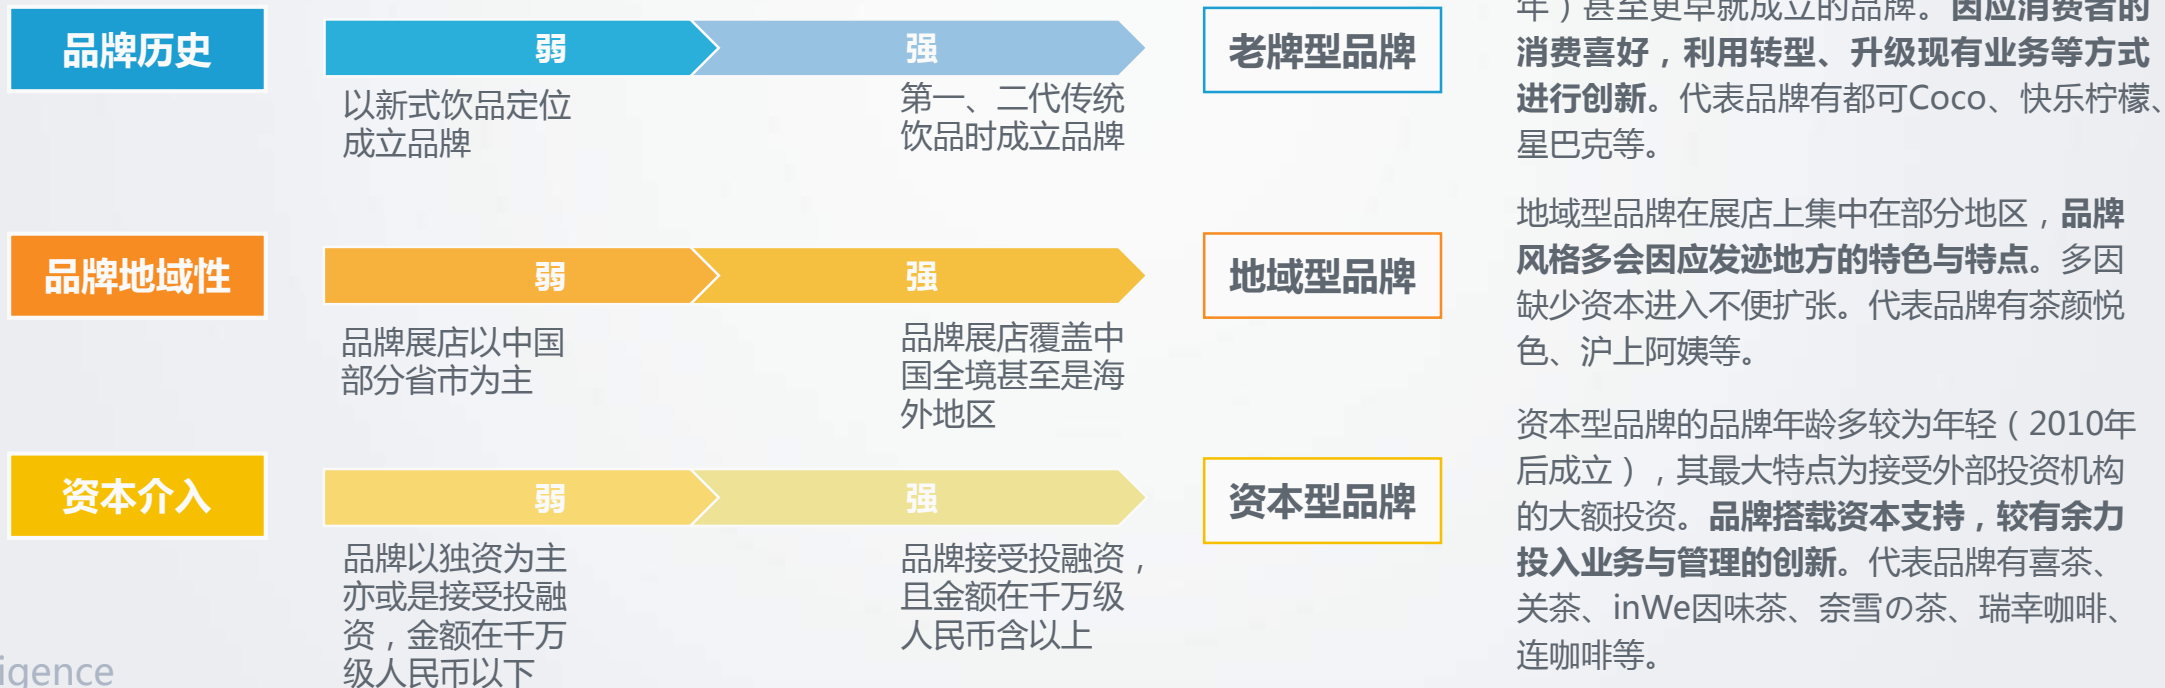 品牌历史
弱
强
以新式饮品定位
成立品牌
第一、二代传统
饮品时成立品牌
老牌型品牌
年）甚至更早就成立的品牌。因应消费者的
消费喜好，利用转型、升级现有业务等方式
进行创新。代表品牌有都可Coco、快乐柠檬、
星巴克等。
品牌地域性
弱
强
品牌展店以中国
部分省市为主
品牌展店覆盖中
国全境甚至是海
外地区
地域型品牌
地域型品牌在展店上集中在部分地区，品牌
风格多会因应发迹地方的特色与特点。多因
缺少资本进入不便扩张。代表品牌有茶颜悦
色、沪上阿姨等。
资本介入
弱
强
品牌以独资为主
亦或是接受投融
资，金额在千万
级人民币以下
品牌接受投融资，
且金额在千万级
人民币含以上
资本型品牌
资本型品牌的品牌年龄多较为年轻（2010年
后成立），其最大特点为接受外部投资机构
的大额投资。品牌搭载资本支持，较有余力
投入业务与管理的创新。代表品牌有喜茶、
关茶、inWe因味茶、奈雪の茶、瑞幸咖啡、
连咖啡等。
igence